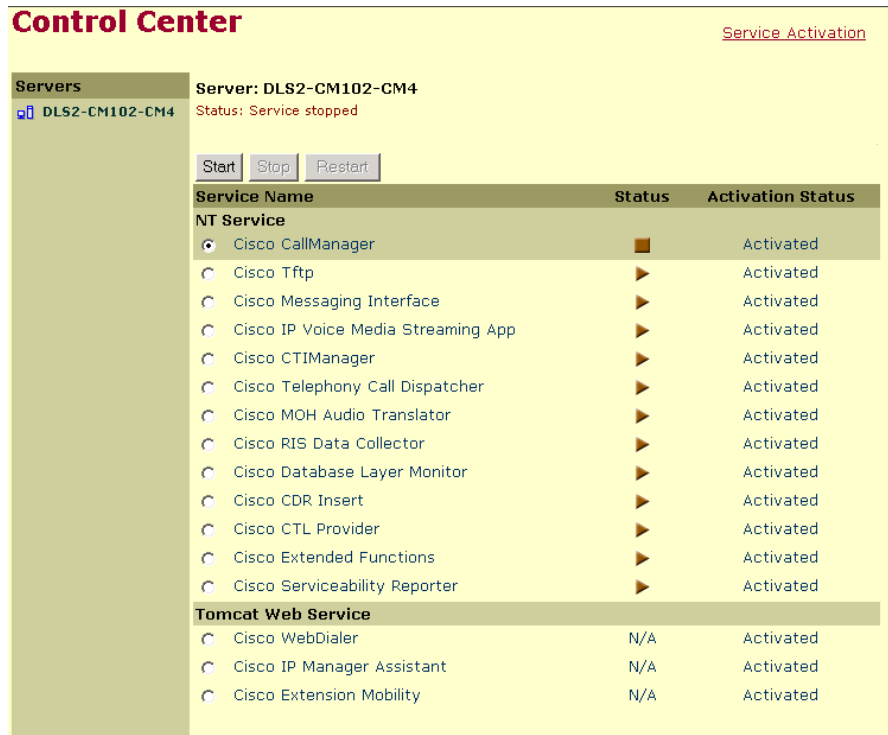 Control Center
Service Activation
Servers
DLS2-CM102-CM4
Server: DLS2-CM102-CM4
Status: Service stopped
Start Stop Restart
Service Name Status Activation Status
NT Service
Cisco CallManager Activated
Cisco Tftp Activated
Cisco Messaging Interface Activated
Cisco IP Voice Media Streaming App Activated
Cisco CTIManager Activated
Cisco Telephony Call Dispatcher Activated
Cisco MOH Audio Translator Activated
Cisco RIS Data Collector Activated
Cisco Database Layer Monitor Activated
Cisco CDR Insert Activated
Cisco CTL Provider Activated
Cisco Extended Functions Activated
Cisco Serviceability Reporter Activated
Tomcat Web Service
Cisco WebDialer N/A Activated
Cisco IP Manager Assistant N/A Activated
Cisco Extension Mobility N/A Activated